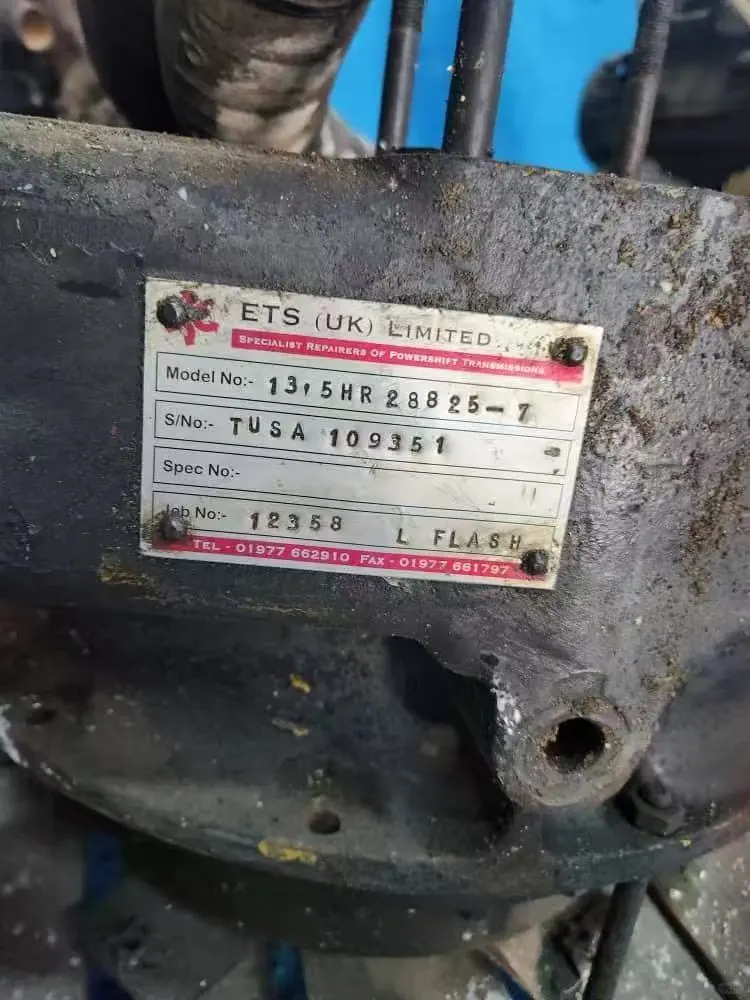 ETS (UK) LIMITED
SPECIALIST REPAIRERS OF POWERSHIFT TRANSMISSIONS
Model No:- 13.5HR 28825-7
S/No:- TUSA 109351
Spec No:-
Job No:- 12358 L FLASH
TEL - 01977 662910 FAX - 01977 661797